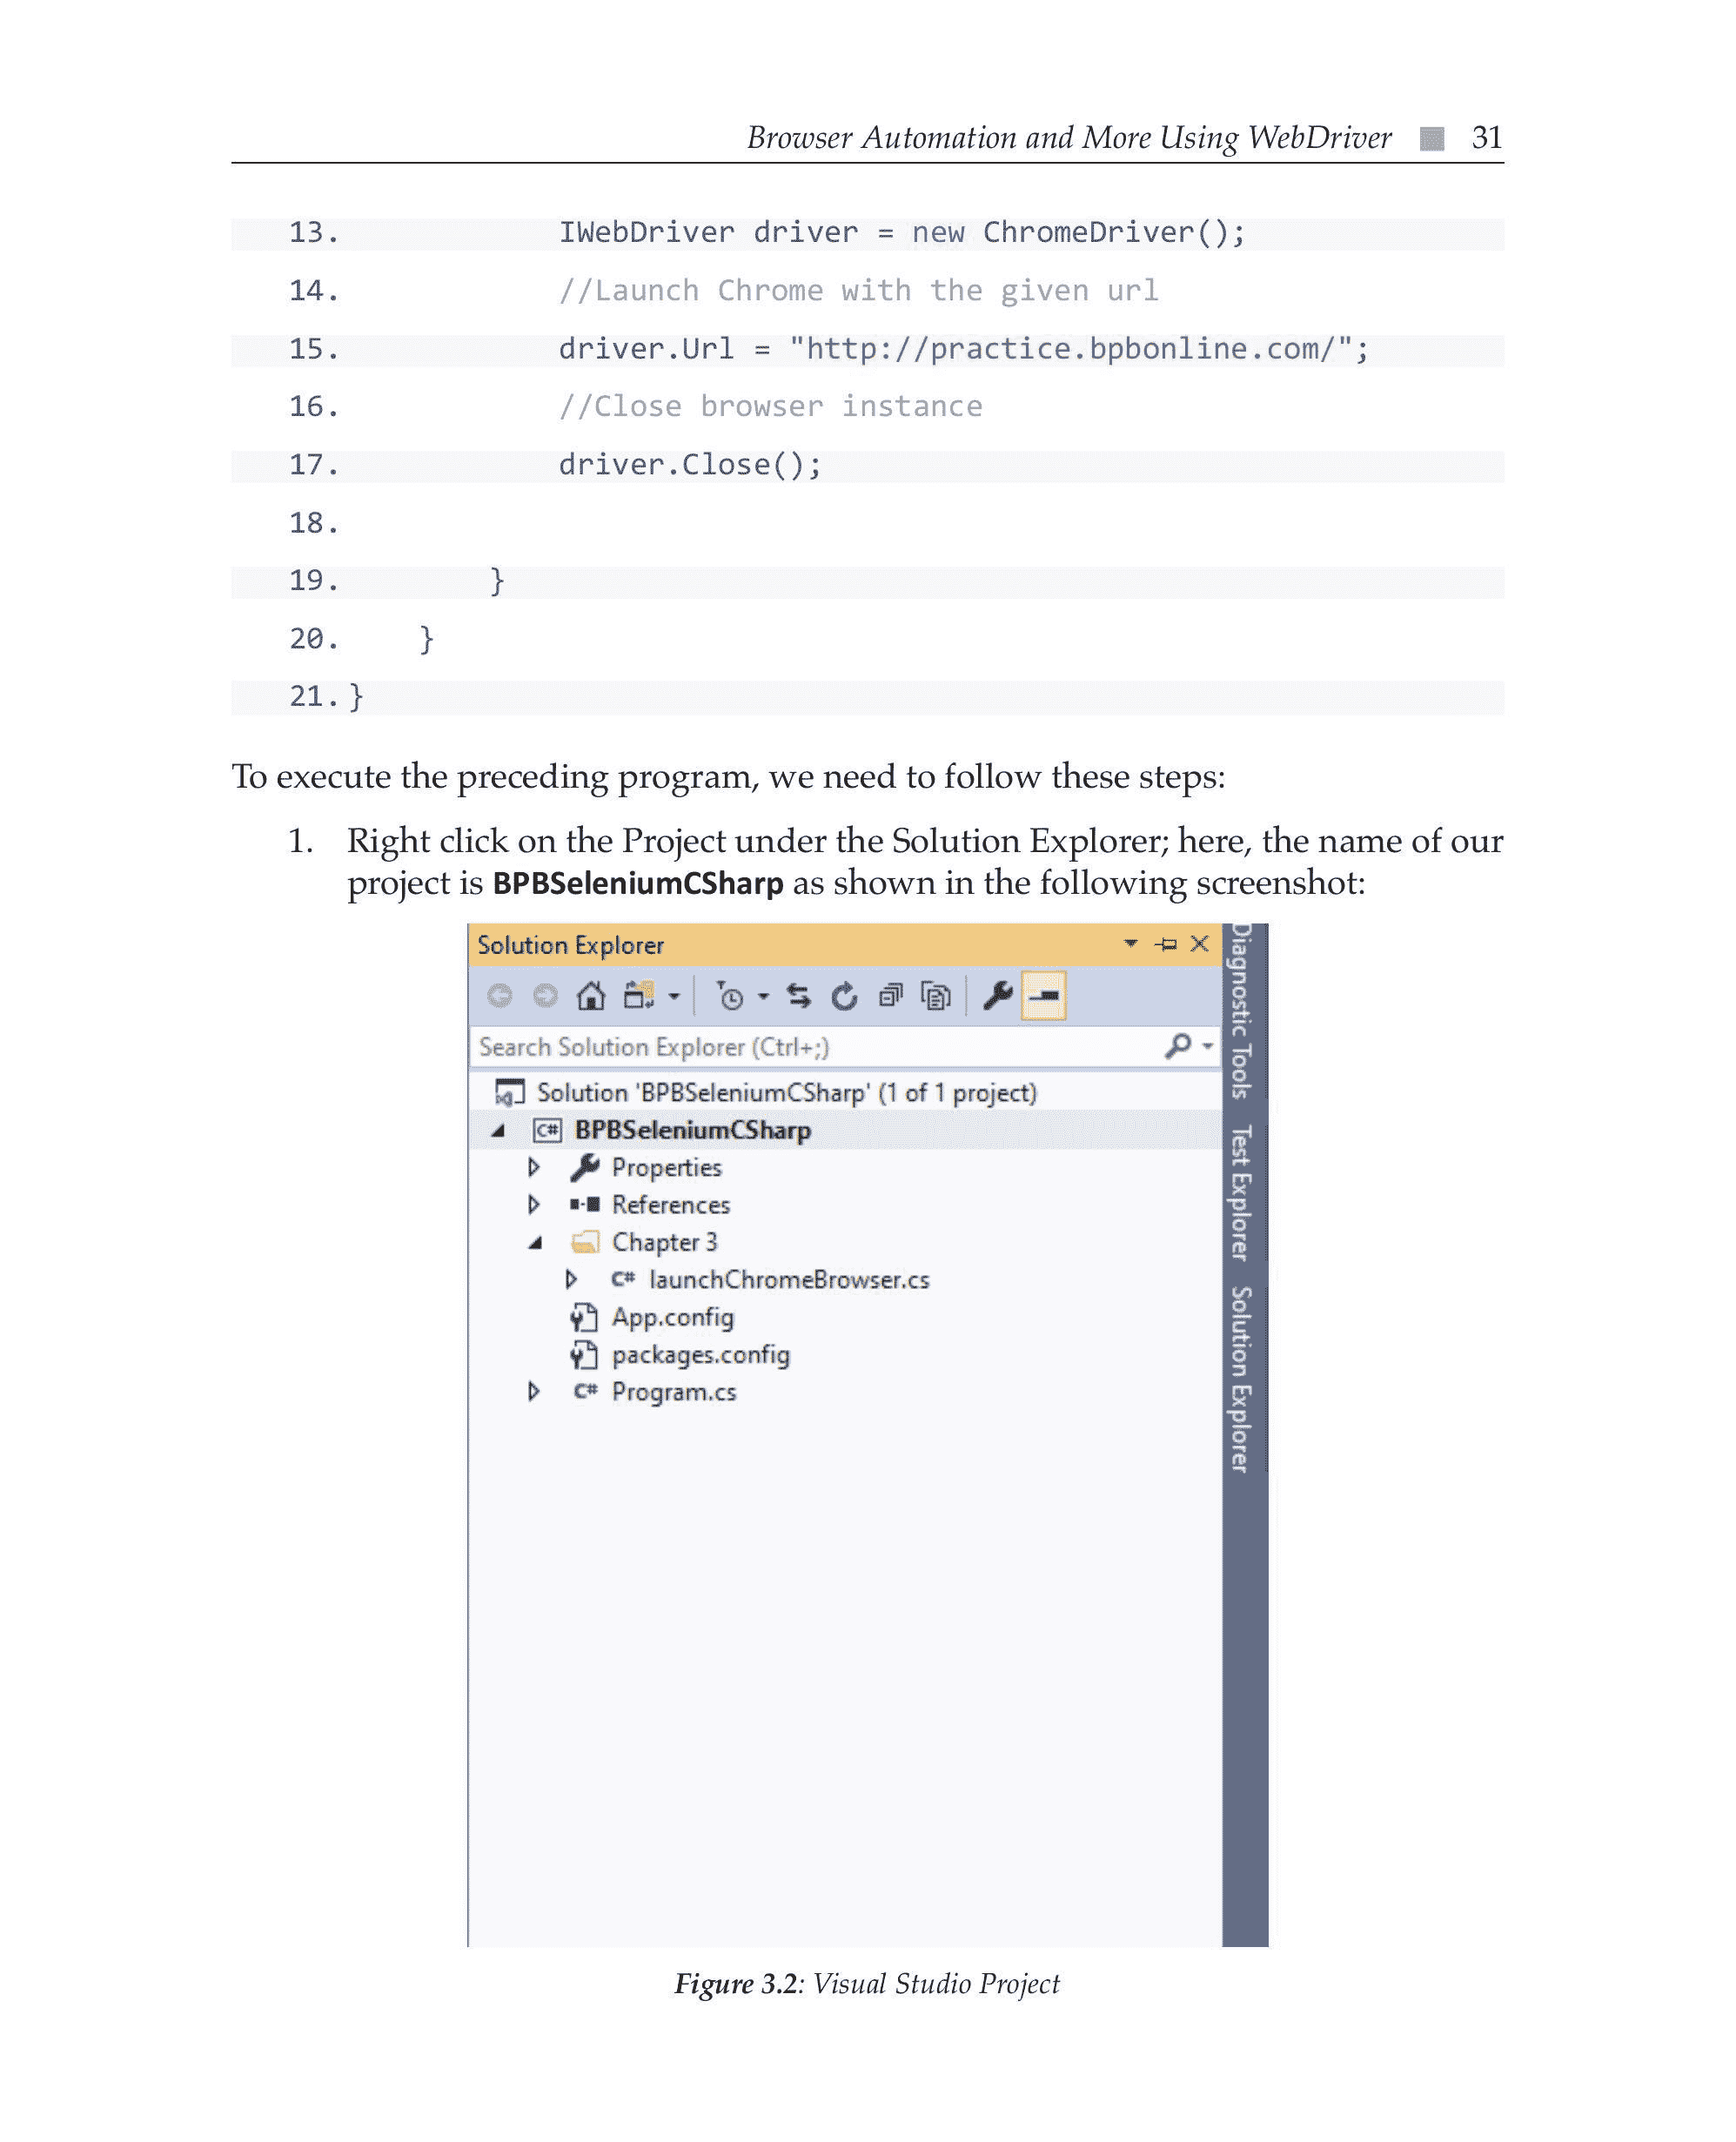 Browser Automation and More Using WebDriver 31
13. IWebDriver driver = new ChromeDriver();
14. //Launch Chrome with the given url
15. driver.Url = "http://practice.bpbonline.com/";
16. //Close browser instance
17. driver.Close();
18.
19. }
20. }
21. }
To execute the preceding program, we need to follow these steps:
1. Right click on the Project under the Solution Explorer; here, the name of our
project is BPBSeleniumCSharp as shown in the following screenshot:
Solution Explorer
Search Solution Explorer (Ctrl+;)
Solution 'BPBSeleniumCSharp' (1 of 1 project)
C# BPBSeleniumCSharp
Properties
References
Chapter 3
C# launchChromeBrowser.cs
App.config
packages.config
C# Program.cs
Diagnostic Tools
Test Explorer
Solution Explorer
Figure 3.2: Visual Studio Project